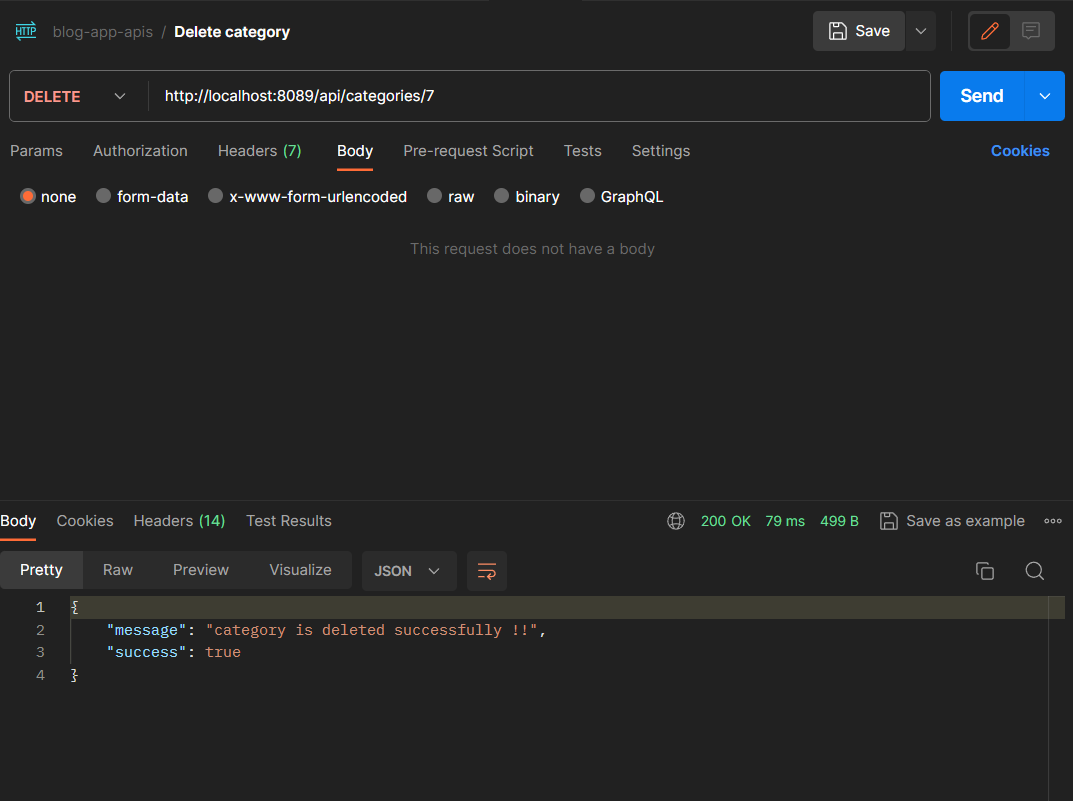 HTTP blog-app-apis / Delete category Save
DELETE http://localhost:8089/api/categories/7 Send
Params Authorization Headers (7) Body Pre-request Script Tests Settings Cookies
none form-data x-www-form-urlencoded raw binary GraphQL
This request does not have a body
Body Cookies Headers (14) Test Results 200 OK 79 ms 499 B Save as example
Pretty Raw Preview Visualize JSON
1 {
2 "message": "category is deleted successfully !!",
3 "success": true
4 }